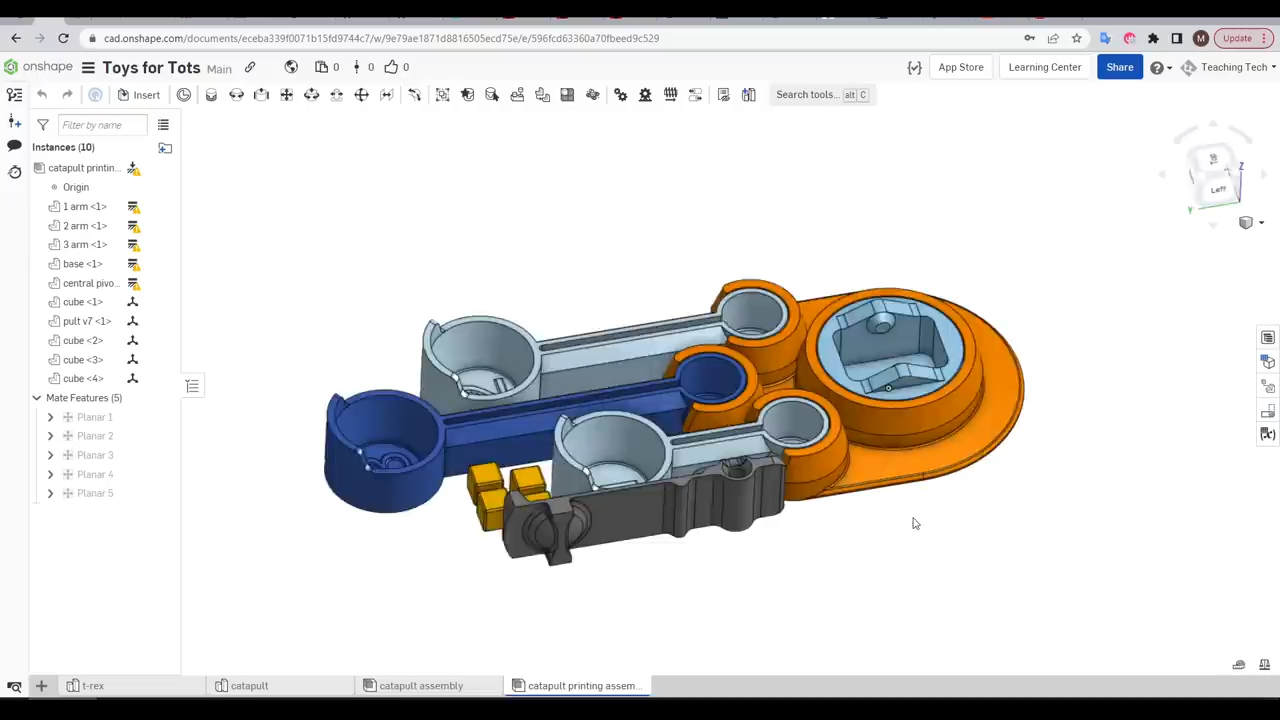 cad.onshape.com/documents/eceba339f0071b15fd9744c7/w/9e79ae1871d8816505ecd75e/e/596fcd63360a70fbeed9c529
M
Update
onshape
Toys for Tots
Main
0
0
0
App Store
Learning Center
Share
Teaching Tech
Insert
Search tools...
alt
C
Filter by name
Instances (10)
catapult printin...
Origin
1 arm <1>
2 arm <1>
3 arm <1>
base <1>
central pivo...
cube <1>
pult v7 <1>
cube <2>
cube <3>
cube <4>
Mate Features (5)
Planar 1
Planar 2
Planar 3
Planar 4
Planar 5
Z
Left
Y
t-rex
catapult
catapult assembly
catapult printing assem...